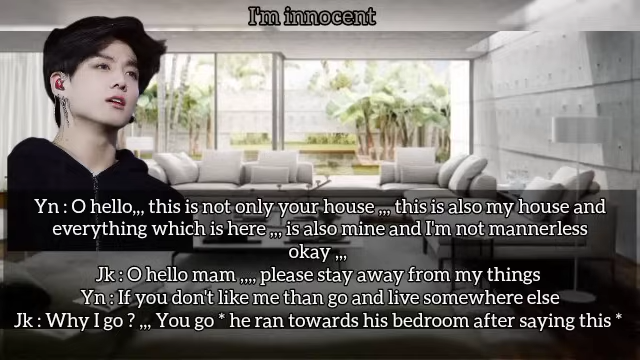 I'm innocent
Yn : O hello,,, this is not only your house ,,, this is also my house and
everything which is here ,,, is also mine and I'm not mannerless
okay ,,,
Jk : O hello mam ,,,, please stay away from my things
Yn : If you don't like me than go and live somewhere else
Jk : Why I go ? ,,, You go * he ran towards his bedroom after saying this *